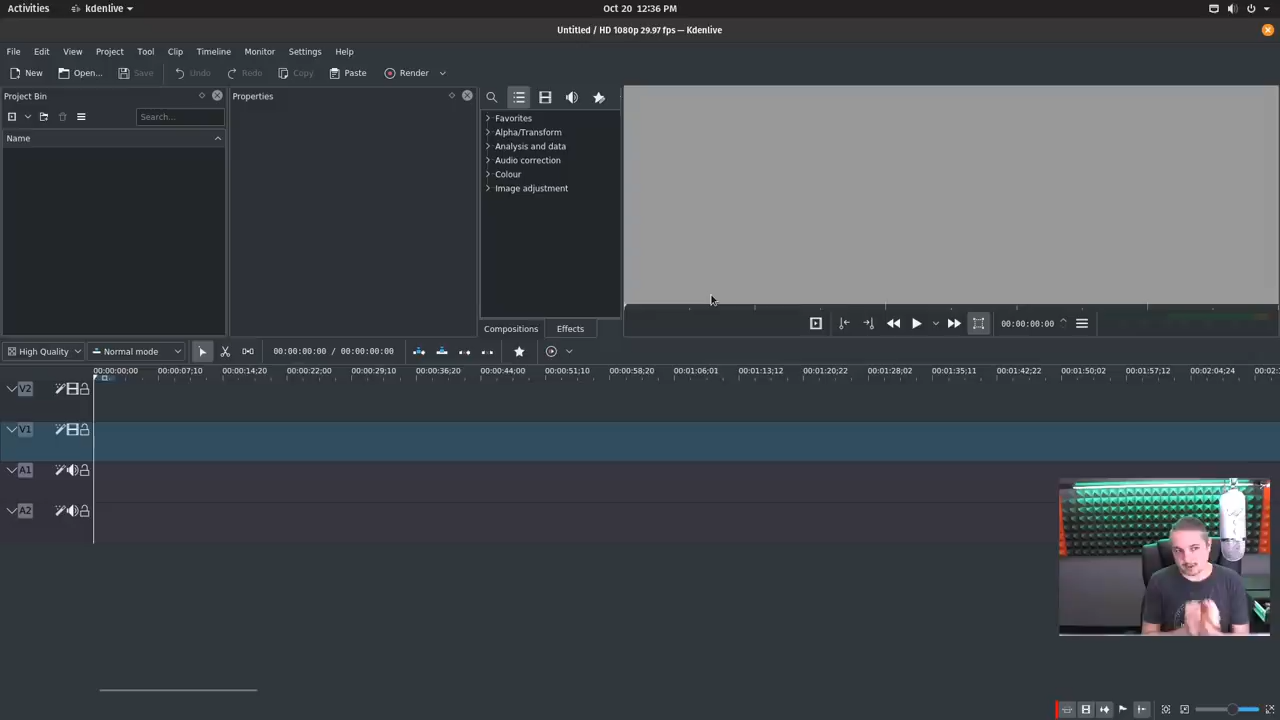 Activities
kdenlive
Oct 20 12:36 PM
Untitled / HD 1080p 29.97 fps — Kdenlive
File Edit View Project Tool Clip Timeline Monitor Settings Help
New Open... Save Undo Redo Copy Paste Render
Project Bin
Search...
Name
Properties
Favorites
Alpha/Transform
Analysis and data
Audio correction
Colour
Image adjustment
Compositions Effects
00:00:00:00
High Quality Normal mode 00:00:00:00 / 00:00:00:00
00:00:00;00 00:00:07;10 00:00:14;20 00:00:22;00 00:00:29;10 00:00:36;20 00:00:44;00 00:00:51;10 00:00:58;20 00:01:06;01 00:01:13;12 00:01:20;22 00:01:28;02 00:01:35;11 00:01:42;22 00:01:50;02 00:01:57;12 00:02:04;24
V2
V1
A1
A2